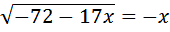 √(-72 - 17x) = -x